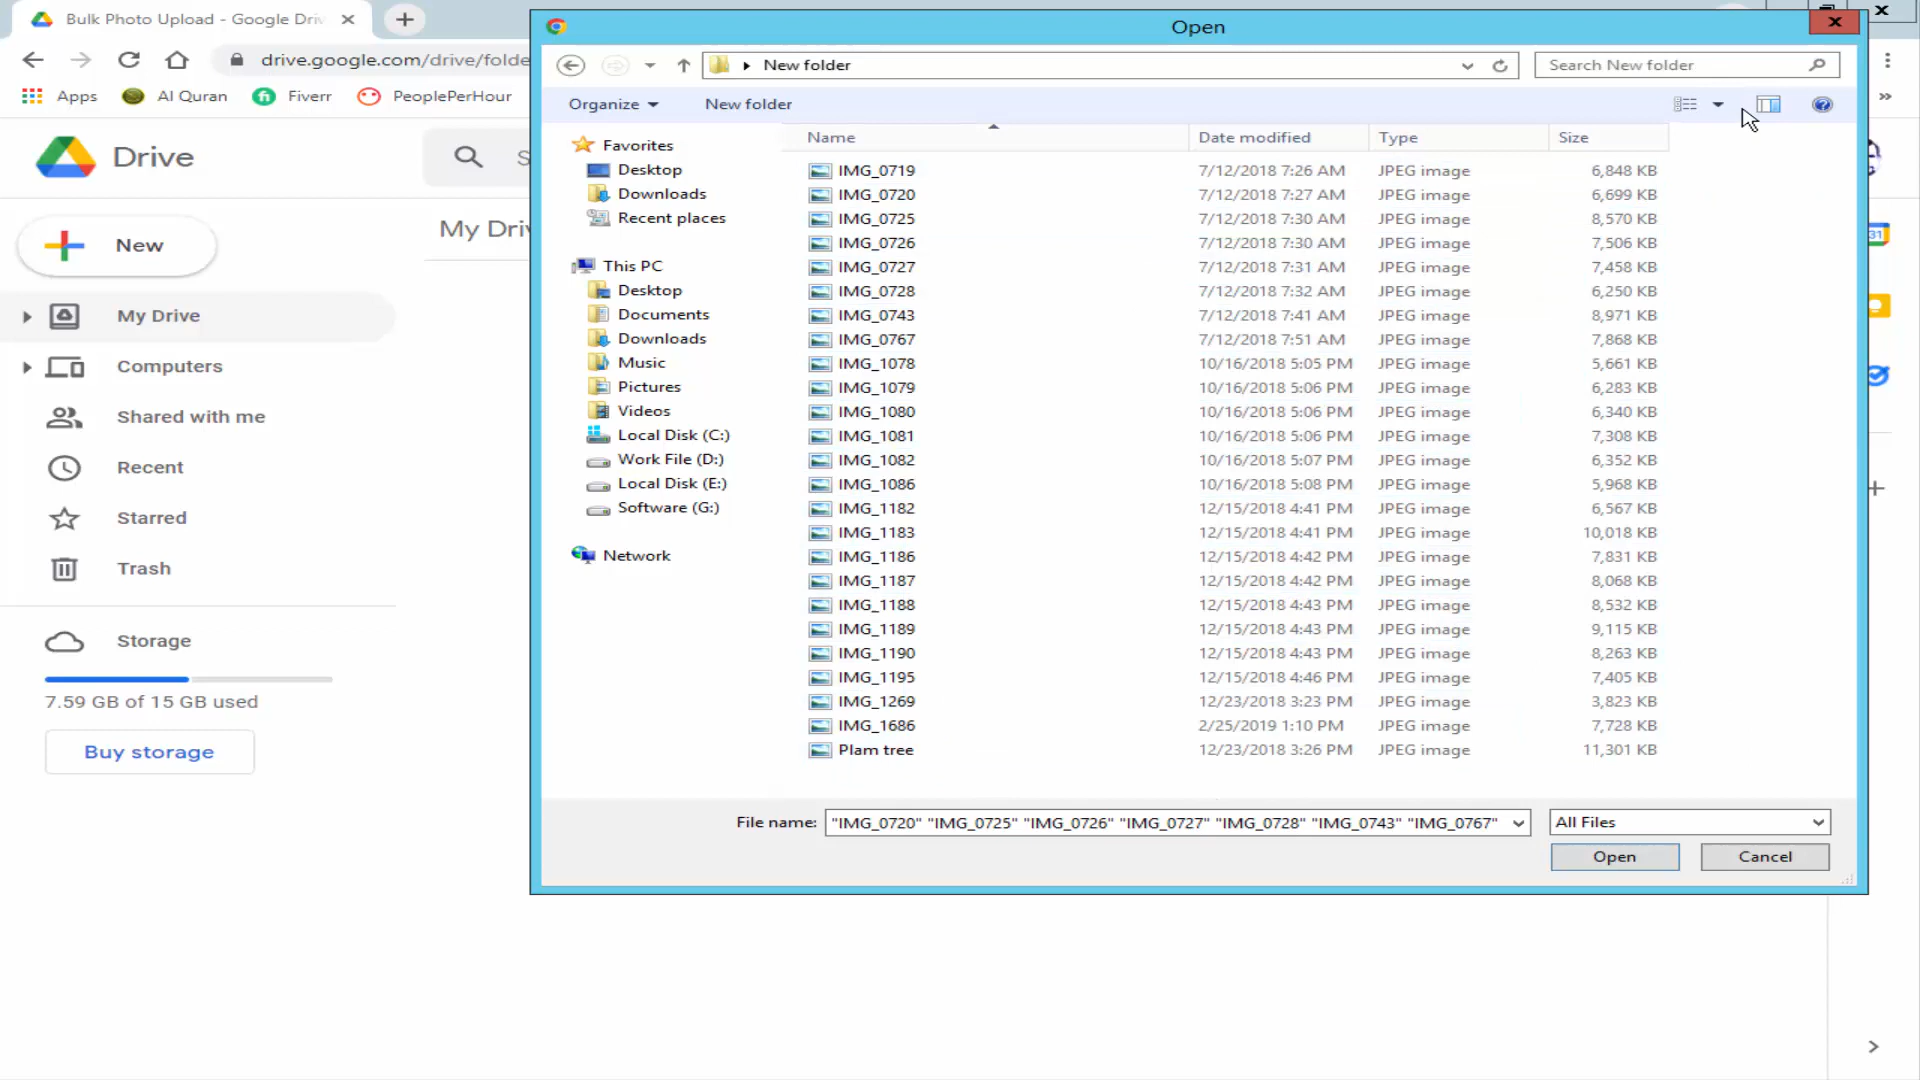 Bulk Photo Upload - Google Driv
drive.google.com/drive/folde
Apps Al Quran Fiverr PeoplePerHour
Drive
S
New
My Driv
My Drive
Computers
Shared with me
Recent
Starred
Trash
Storage
7.59 GB of 15 GB used
Buy storage
Open
New folder
Search New folder
Organize New folder
Favorites
Desktop
Downloads
Recent places
This PC
Desktop
Documents
Downloads
Music
Pictures
Videos
Local Disk (C:)
Work File (D:)
Local Disk (E:)
Software (G:)
Network
Name Date modified Type Size
IMG_0719 7/12/2018 7:26 AM JPEG image 6,848 KB
IMG_0720 7/12/2018 7:27 AM JPEG image 6,699 KB
IMG_0725 7/12/2018 7:30 AM JPEG image 8,570 KB
IMG_0726 7/12/2018 7:30 AM JPEG image 7,506 KB
IMG_0727 7/12/2018 7:31 AM JPEG image 7,458 KB
IMG_0728 7/12/2018 7:32 AM JPEG image 6,250 KB
IMG_0743 7/12/2018 7:41 AM JPEG image 8,971 KB
IMG_0767 7/12/2018 7:51 AM JPEG image 7,868 KB
IMG_1078 10/16/2018 5:05 PM JPEG image 5,661 KB
IMG_1079 10/16/2018 5:06 PM JPEG image 6,283 KB
IMG_1080 10/16/2018 5:06 PM JPEG image 6,340 KB
IMG_1081 10/16/2018 5:06 PM JPEG image 7,308 KB
IMG_1082 10/16/2018 5:07 PM JPEG image 6,352 KB
IMG_1086 10/16/2018 5:08 PM JPEG image 5,968 KB
IMG_1182 12/15/2018 4:41 PM JPEG image 6,567 KB
IMG_1183 12/15/2018 4:41 PM JPEG image 10,018 KB
IMG_1186 12/15/2018 4:42 PM JPEG image 7,831 KB
IMG_1187 12/15/2018 4:42 PM JPEG image 8,068 KB
IMG_1188 12/15/2018 4:43 PM JPEG image 8,532 KB
IMG_1189 12/15/2018 4:43 PM JPEG image 9,115 KB
IMG_1190 12/15/2018 4:43 PM JPEG image 8,263 KB
IMG_1195 12/15/2018 4:46 PM JPEG image 7,405 KB
IMG_1269 12/23/2018 3:23 PM JPEG image 3,823 KB
IMG_1686 2/25/2019 1:10 PM JPEG image 7,728 KB
Plam tree 12/23/2018 3:26 PM JPEG image 11,301 KB
File name: "IMG_0720" "IMG_0725" "IMG_0726" "IMG_0727" "IMG_0728" "IMG_0743" "IMG_0767" All Files
Open Cancel
31